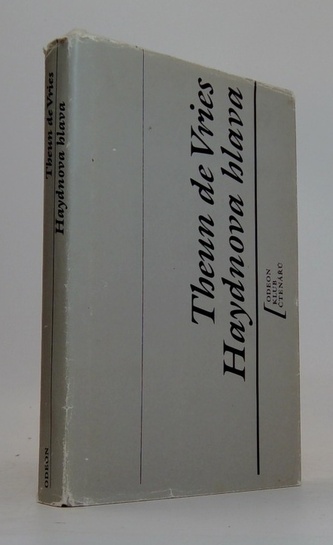 Theun de Vries
Haydnova hlava
ODEON
Theun de Vries
Haydnova hlava
ODEON
KLUB
ČTENÁŘŮ